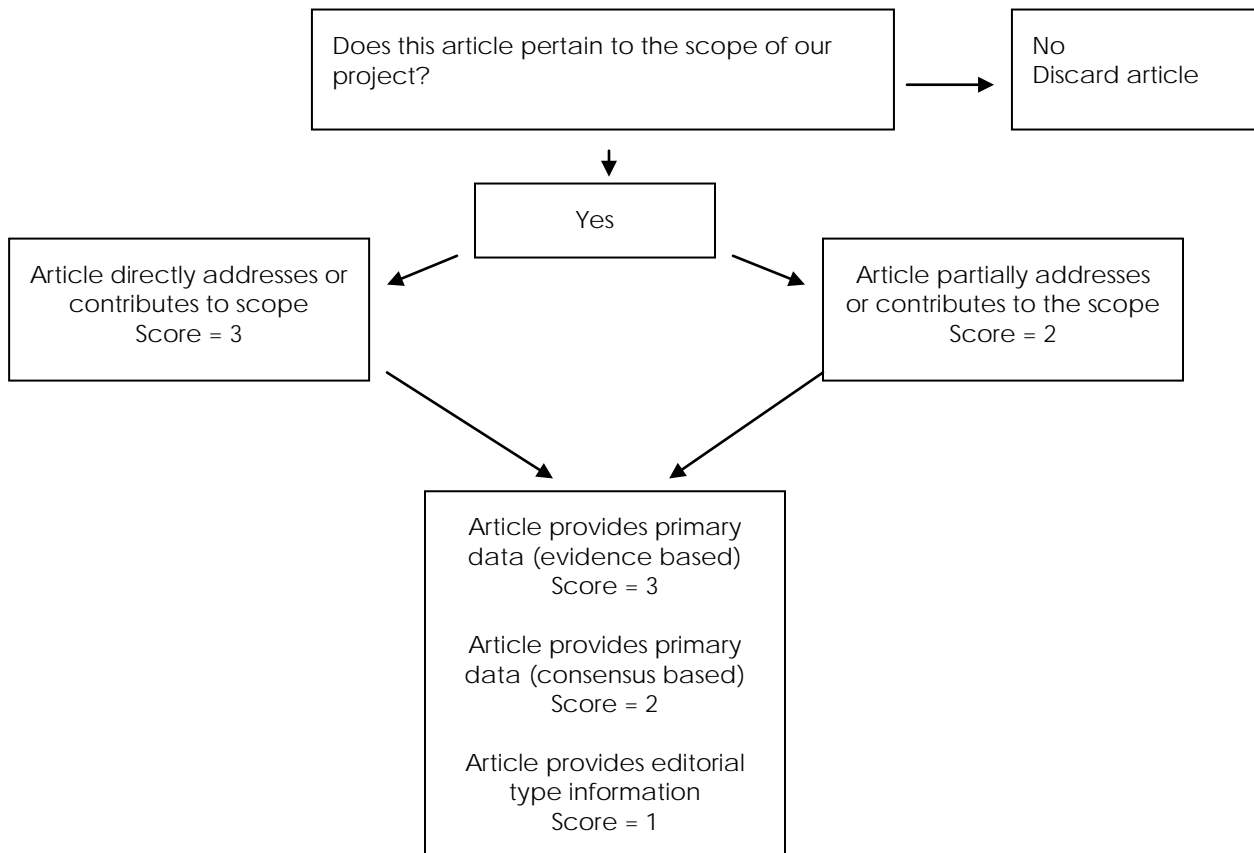 Does this article pertain to the scope of our
project?
No
Discard article
Yes
Article directly addresses or
contributes to scope
Score = 3
Article partially addresses
or contributes to the scope
Score = 2
Article provides primary
data (evidence based)
Score = 3
Article provides primary
data (consensus based)
Score = 2
Article provides editorial
type information
Score = 1